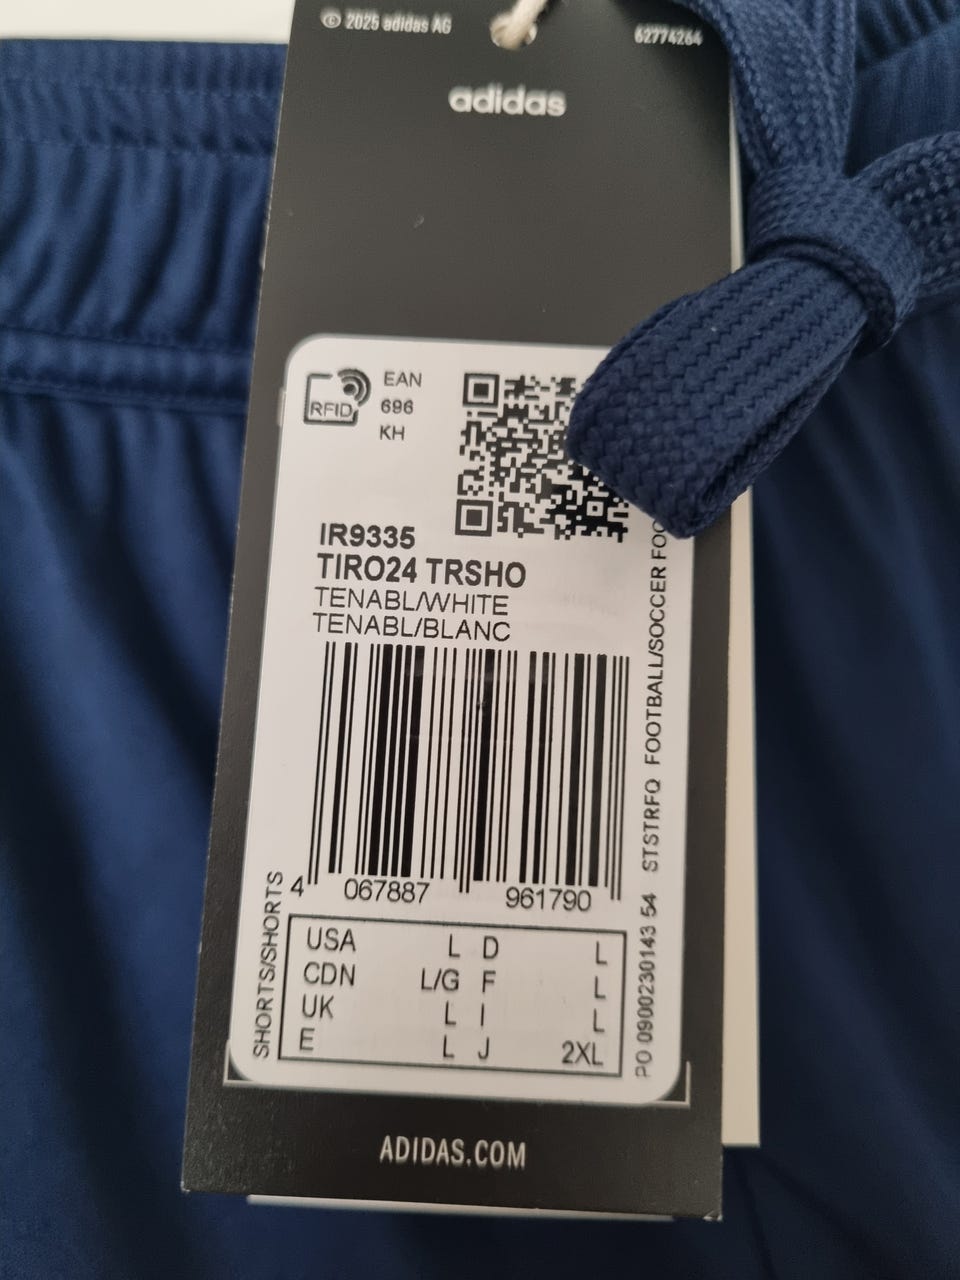 © 2025 adidas AG
62774264
adidas
RFID
EAN
696
KH
IR9335
TIRO24 TRSHO
TENABL/WHITE
TENABL/BLANC
4 067887 961790
SHORTS/SHORTS
USA L D L
CDN L/G F L
UK L I L
E L J 2XL
PO 0900230143 54 STSTRFQ FOOTBALL/SOCCER
ADIDAS.COM